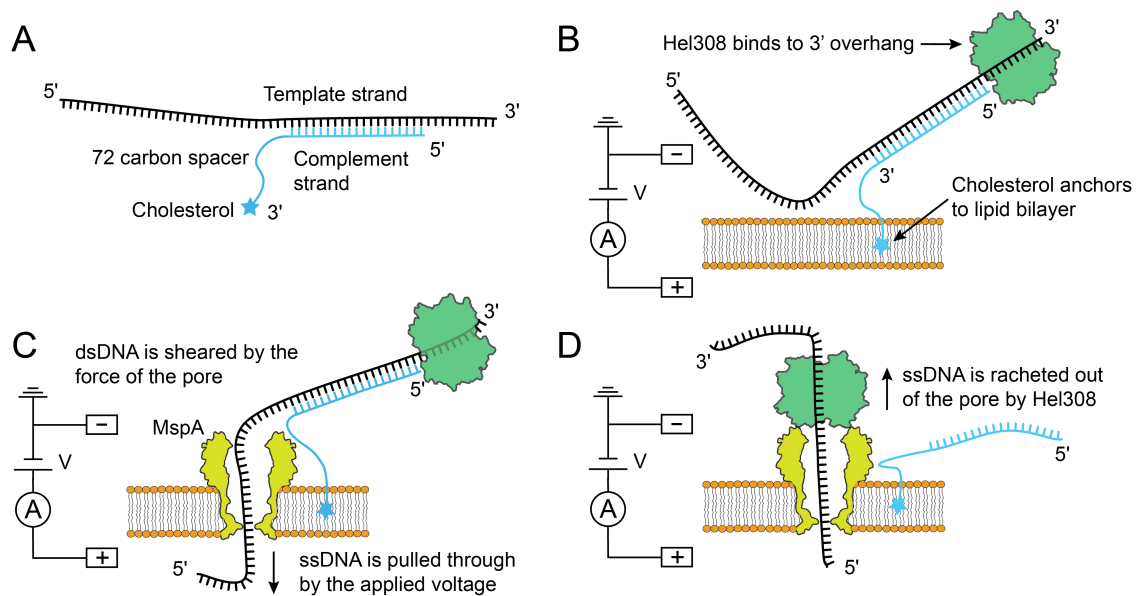 A
5'
Template strand
3'
72 carbon spacer
Complement
strand
5'
Cholesterol
3'
B
Hel308 binds to 3’ overhang
3'
5'
5'
3'
−
V
Cholesterol anchors
to lipid bilayer
A
+
C
dsDNA is sheared by the
force of the pore
3'
5'
MspA
−
V
A
+
5'
ssDNA is pulled through
by the applied voltage
D
3'
ssDNA is racheted out
of the pore by Hel308
−
V
5'
A
+
5'